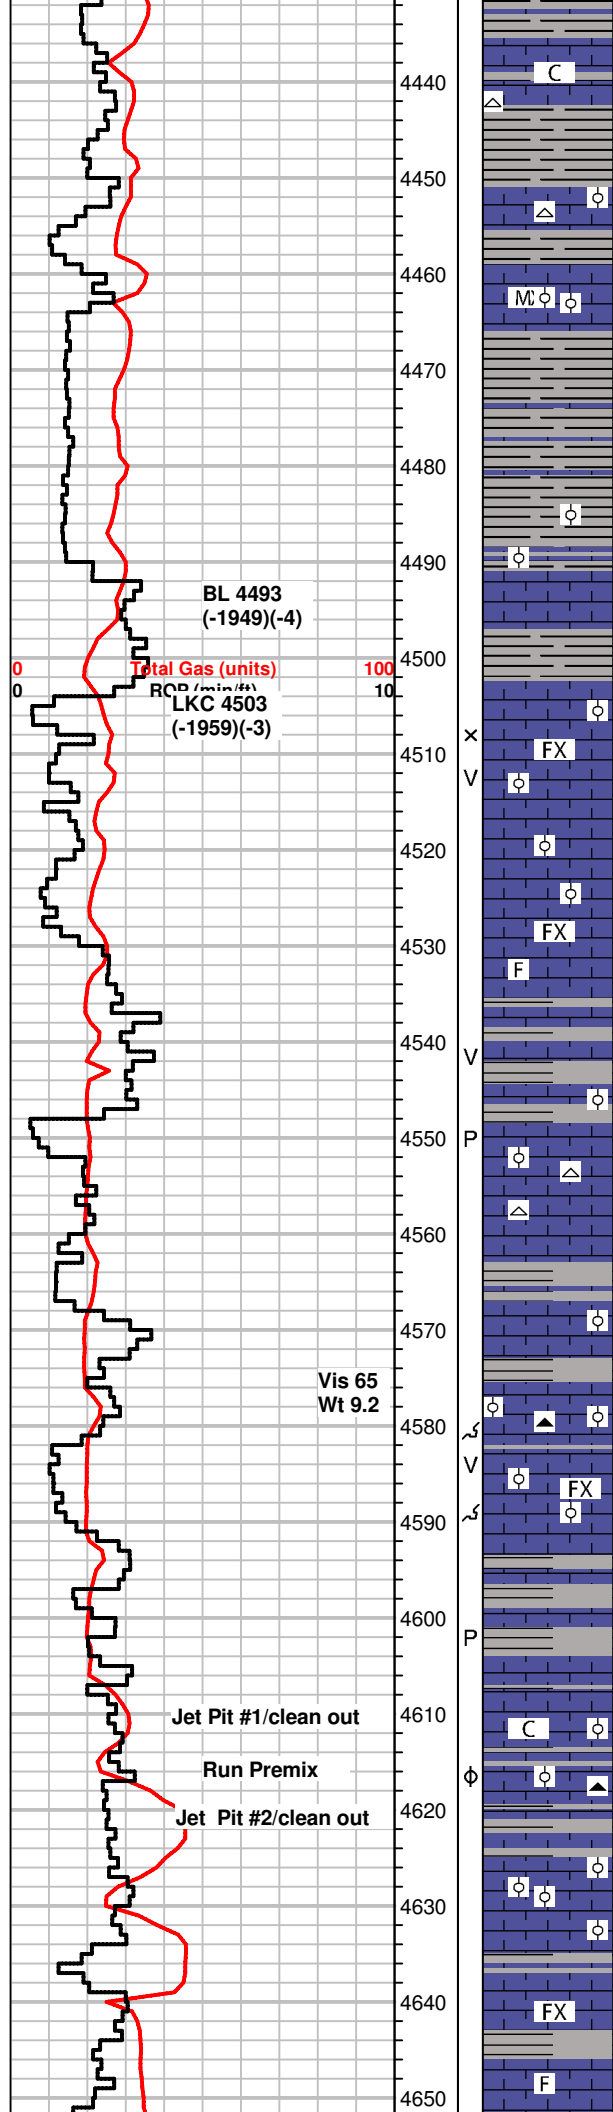 4440
C
4450
4460
4470
4480
4490
BL 4493
(-1949)(-4)
4500
0 Total Gas (units) 100
0 ROP (min/ft) 10
LKC 4503
(-1959)(-3)
4510
FX
V
4520
4530
FX
F
4540
V
4550
P
4560
4570
Vis 65
Wt 9.2
4580
V
FX
4590
4600
P
4610
Jet Pit #1/clean out
C
Run Premix
ϕ
4620
Jet Pit #2/clean out
4630
4640
FX
F
4650